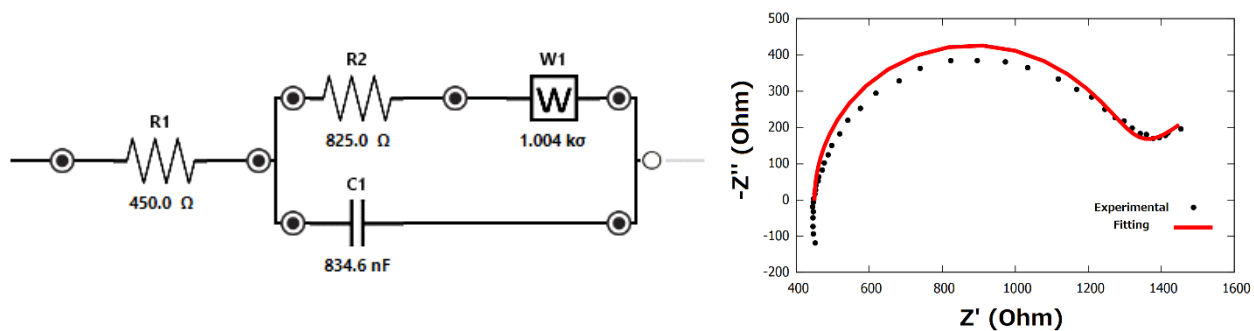 R1
450.0 Ω
R2
825.0 Ω
W1
W
1.004 kσ
C1
834.6 nF
-Z'' (Ohm)
500
400
300
200
100
0
-100
-200
400
600
800
1000
1200
1400
1600
Z' (Ohm)
Experimental
Fitting